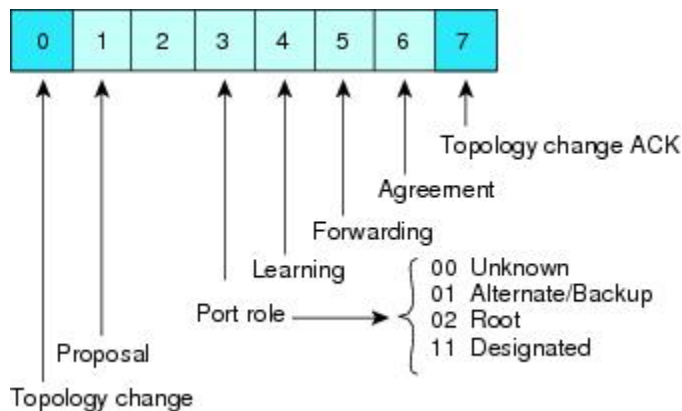 0 1 2 3 4 5 6 7
Topology change ACK
Agreement
Forwarding
Learning
00 Unknown
01 Alternate/Backup
Port role
02 Root
11 Designated
Proposal
Topology change